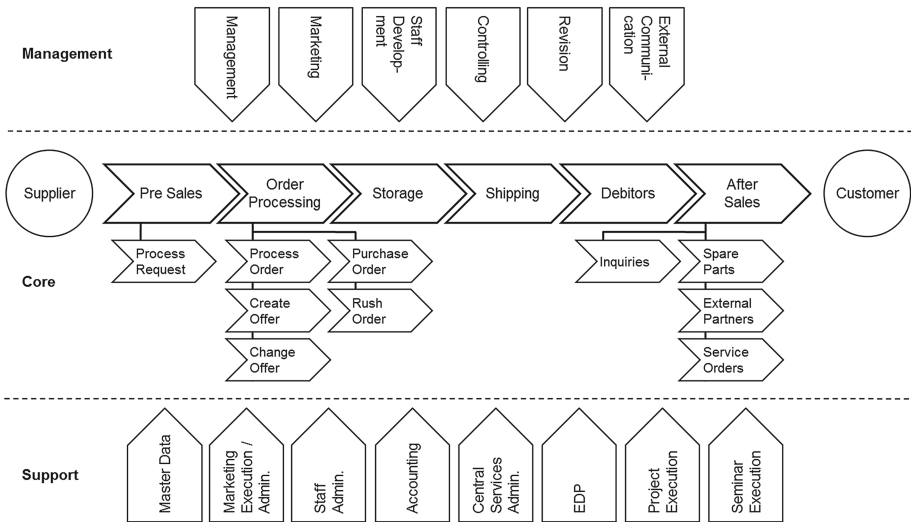 Management
Management
Marketing
Staff
Develop-
ment
Controlling
Revision
External
Communi-
cation
Supplier
Pre Sales
Order
Processing
Storage
Shipping
Debitors
After
Sales
Customer
Core
Process
Request
Process
Order
Purchase
Order
Inquiries
Spare
Parts
Create
Offer
Rush
Order
External
Partners
Change
Offer
Service
Orders
Support
Master Data
Marketing
Execution /
Admin.
Staff
Admin.
Accounting
Central
Services
Admin.
EDP
Project
Execution
Seminar
Execution